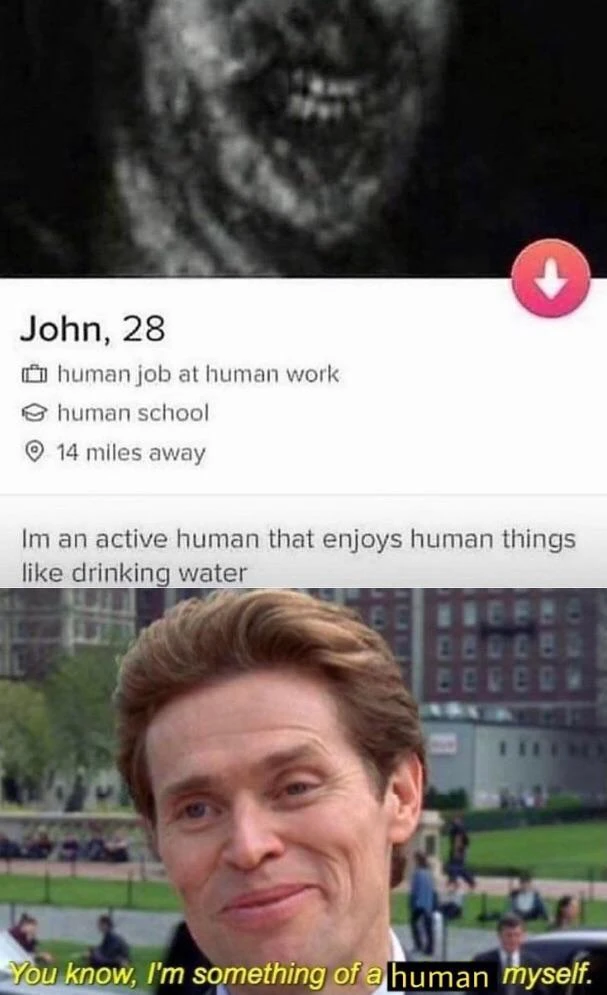 John, 28
human job at human work
human school
14 miles away
Im an active human that enjoys human things
like drinking water
You know, I'm something of a human myself.